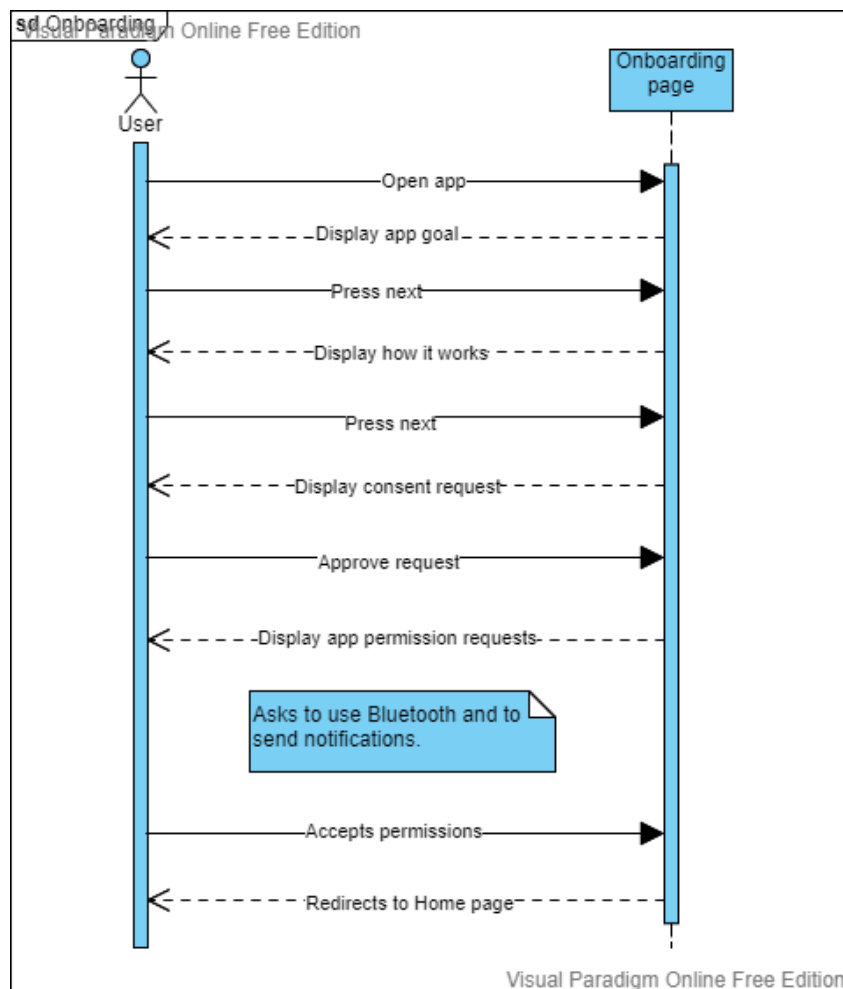 sd Onboarding
Visual Paradigm Online Free Edition
User
Onboarding
page
Open app
Display app goal
Press next
Display how it works
Press next
Display consent request
Approve request
Display app permission requests
Asks to use Bluetooth and to
send notifications.
Accepts permissions
Redirects to Home page
Visual Paradigm Online Free Edition